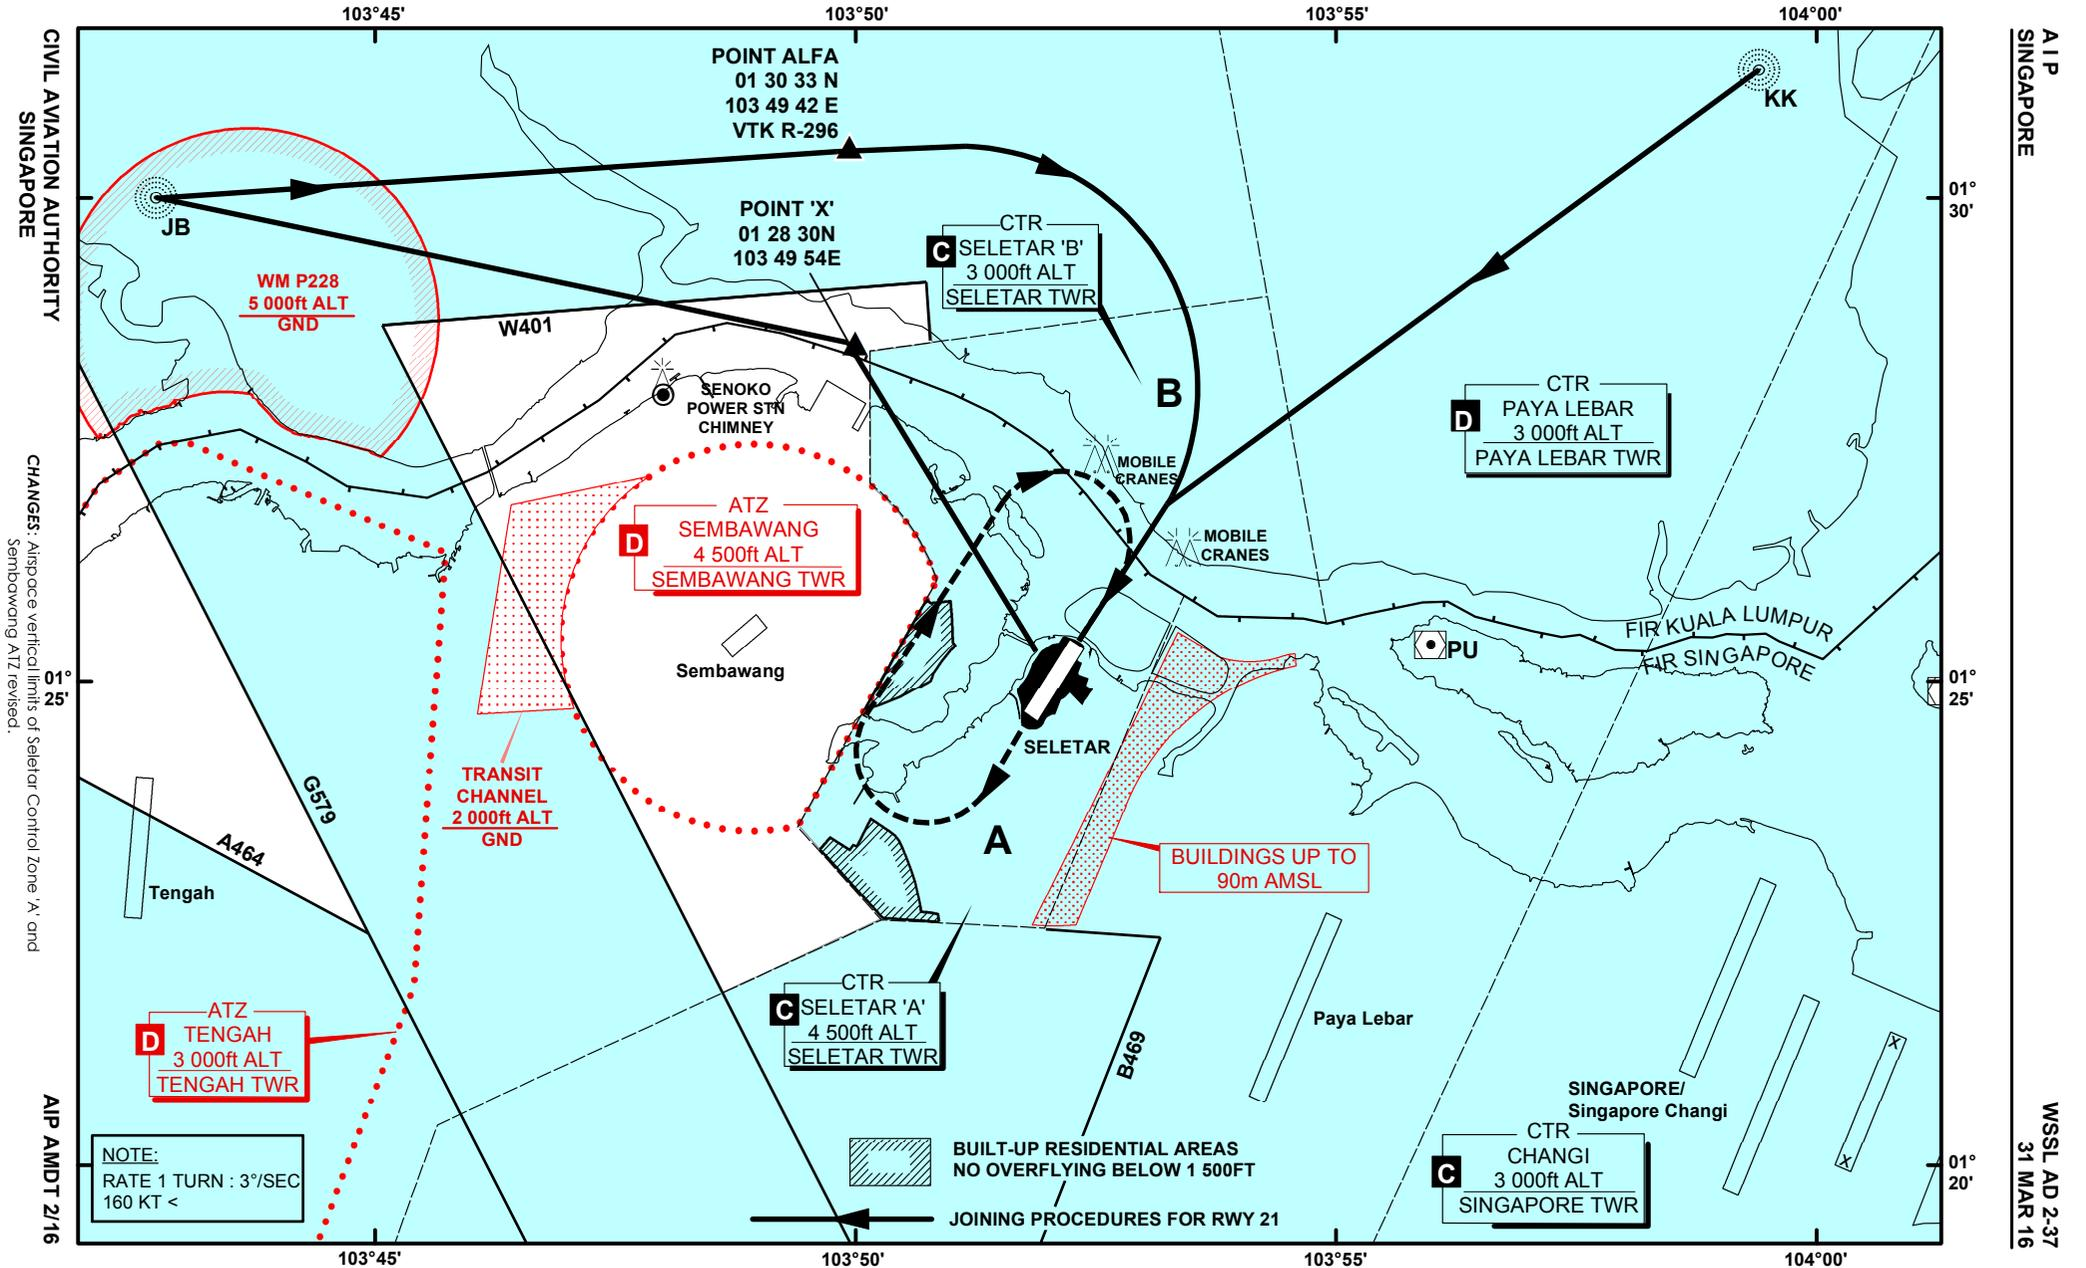 103°45'
103°50'
103°55'
104°00'
CIVIL AVIATION AUTHORITY
SINGAPORE
A I P
SINGAPORE
POINT ALFA
01 30 33 N
103 49 42 E
VTK R-296
KK
JB
01°
30'
POINT 'X'
01 28 30N
103 49 54E
CTR
C
SELETAR 'B'
3 000ft ALT
SELETAR TWR
WM P228
5 000ft ALT
GND
W401
B
SENOKO
POWER STN
CHIMNEY
CTR
D
PAYA LEBAR
3 000ft ALT
PAYA LEBAR TWR
MOBILE
CRANES
MOBILE
CRANES
ATZ
D
SEMBAWANG
4 500ft ALT
SEMBAWANG TWR
Sembawang
FIR KUALA LUMPUR
FIR SINGAPORE
PU
01°
25'
01°
25'
SELETAR
TRANSIT
CHANNEL
2 000ft ALT
GND
G579
A464
Tengah
A
BUILDINGS UP TO
90m AMSL
CHANGES: Airspace vertical limits of Seletar Control Zone 'A' and
Sembawang ATZ revised.
CTR
C
SELETAR 'A'
4 500ft ALT
SELETAR TWR
B469
Paya Lebar
ATZ
D
TENGAH
3 000ft ALT
TENGAH TWR
X
X
SINGAPORE/
Singapore Changi
CTR
C
CHANGI
3 000ft ALT
SINGAPORE TWR
01°
20'
NOTE:
RATE 1 TURN : 3°/SEC
160 KT <
BUILT-UP RESIDENTIAL AREAS
NO OVERFLYING BELOW 1 500FT
JOINING PROCEDURES FOR RWY 21
AIP AMDT 2/16
WSSL AD 2-37
31 MAR 16
103°45'
103°50'
103°55'
104°00'